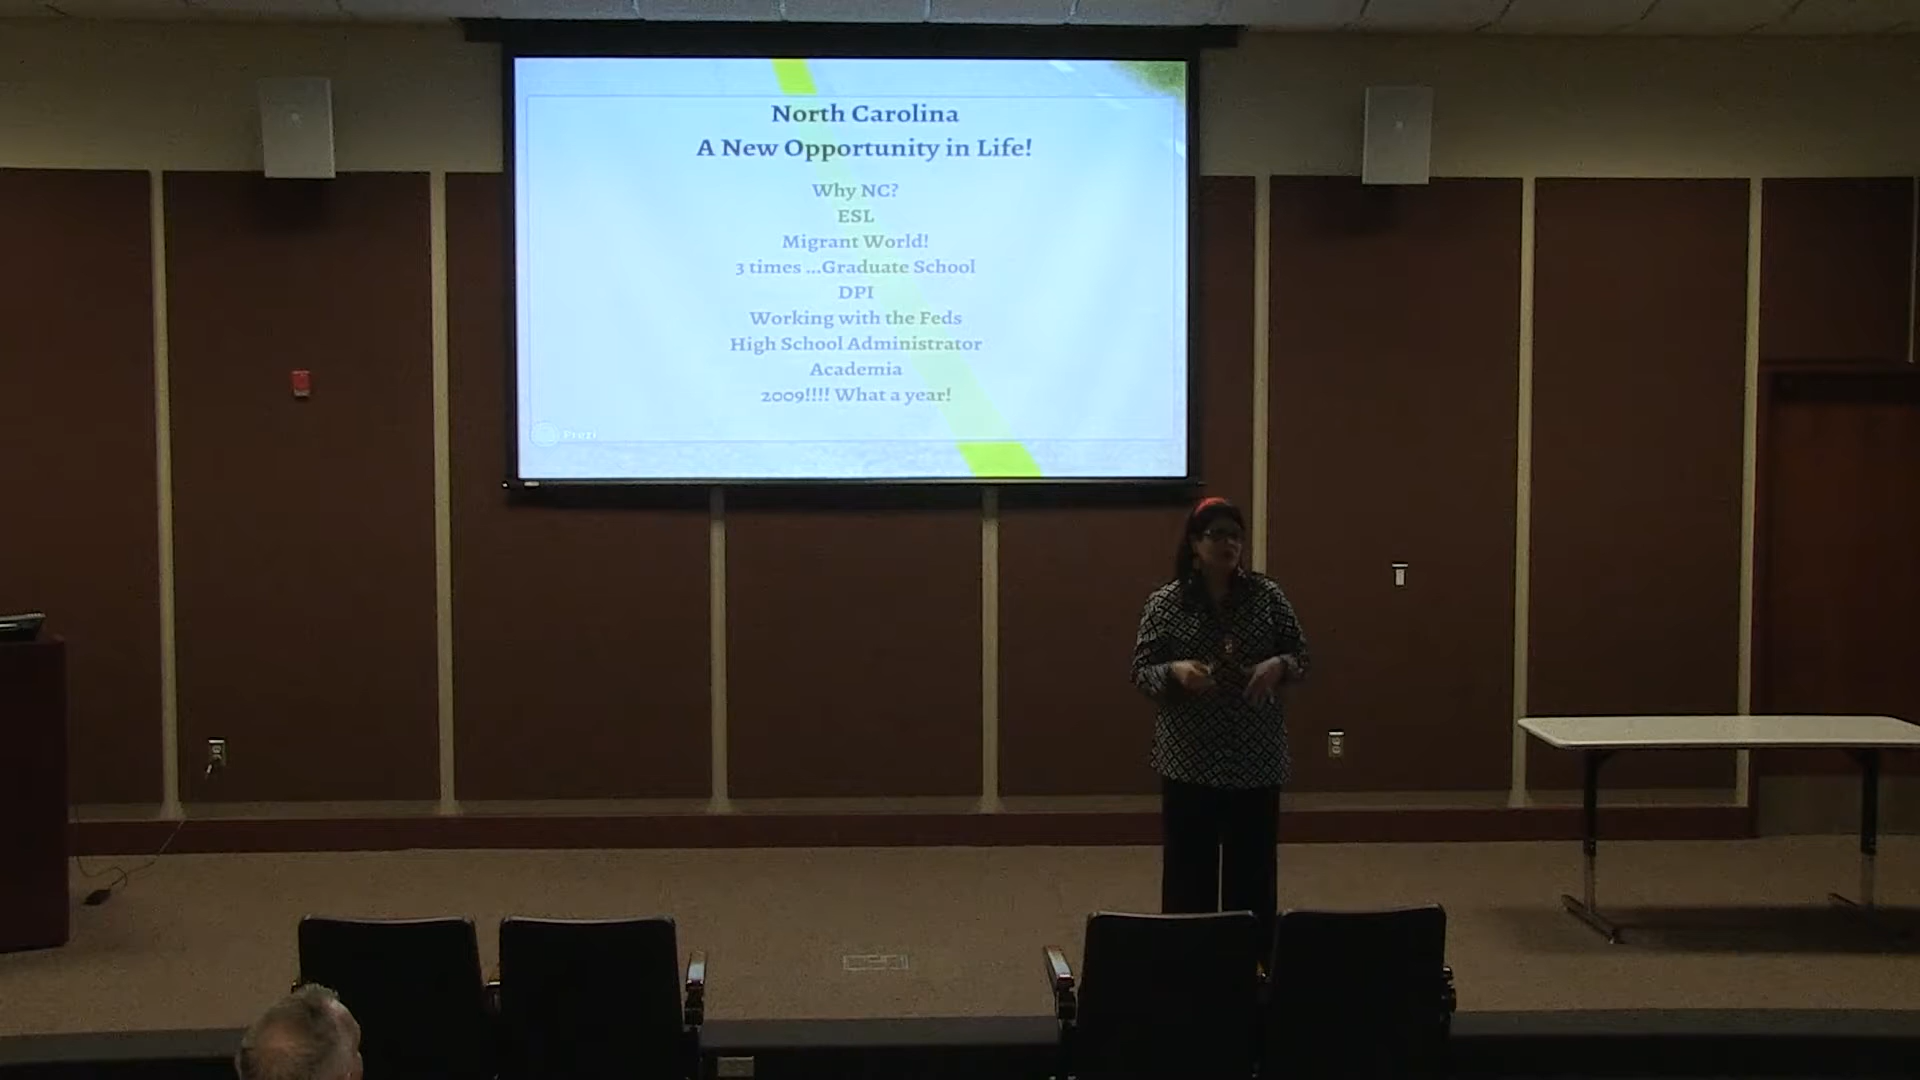 North Carolina
A New Opportunity in Life!
Why NC?
ESL
Migrant World!
3 times ...Graduate School
DPI
Working with the Feds
High School Administrator
Academia
2009!!!! What a year!
Prezi